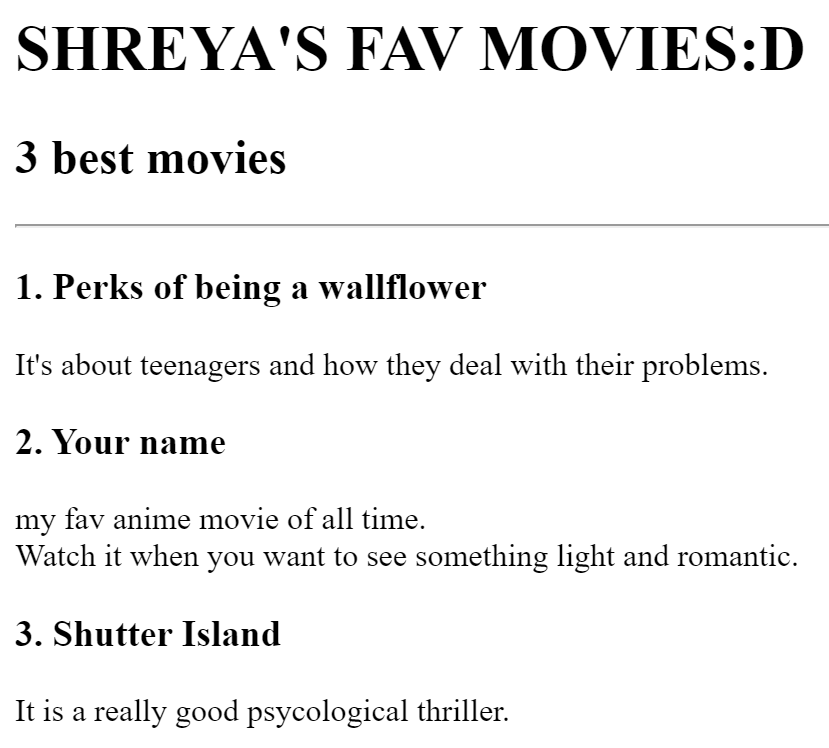 SHREYA'S FAV MOVIES:D
3 best movies
1. Perks of being a wallflower
It's about teenagers and how they deal with their problems.
2. Your name
my fav anime movie of all time.
Watch it when you want to see something light and romantic.
3. Shutter Island
It is a really good psycological thriller.